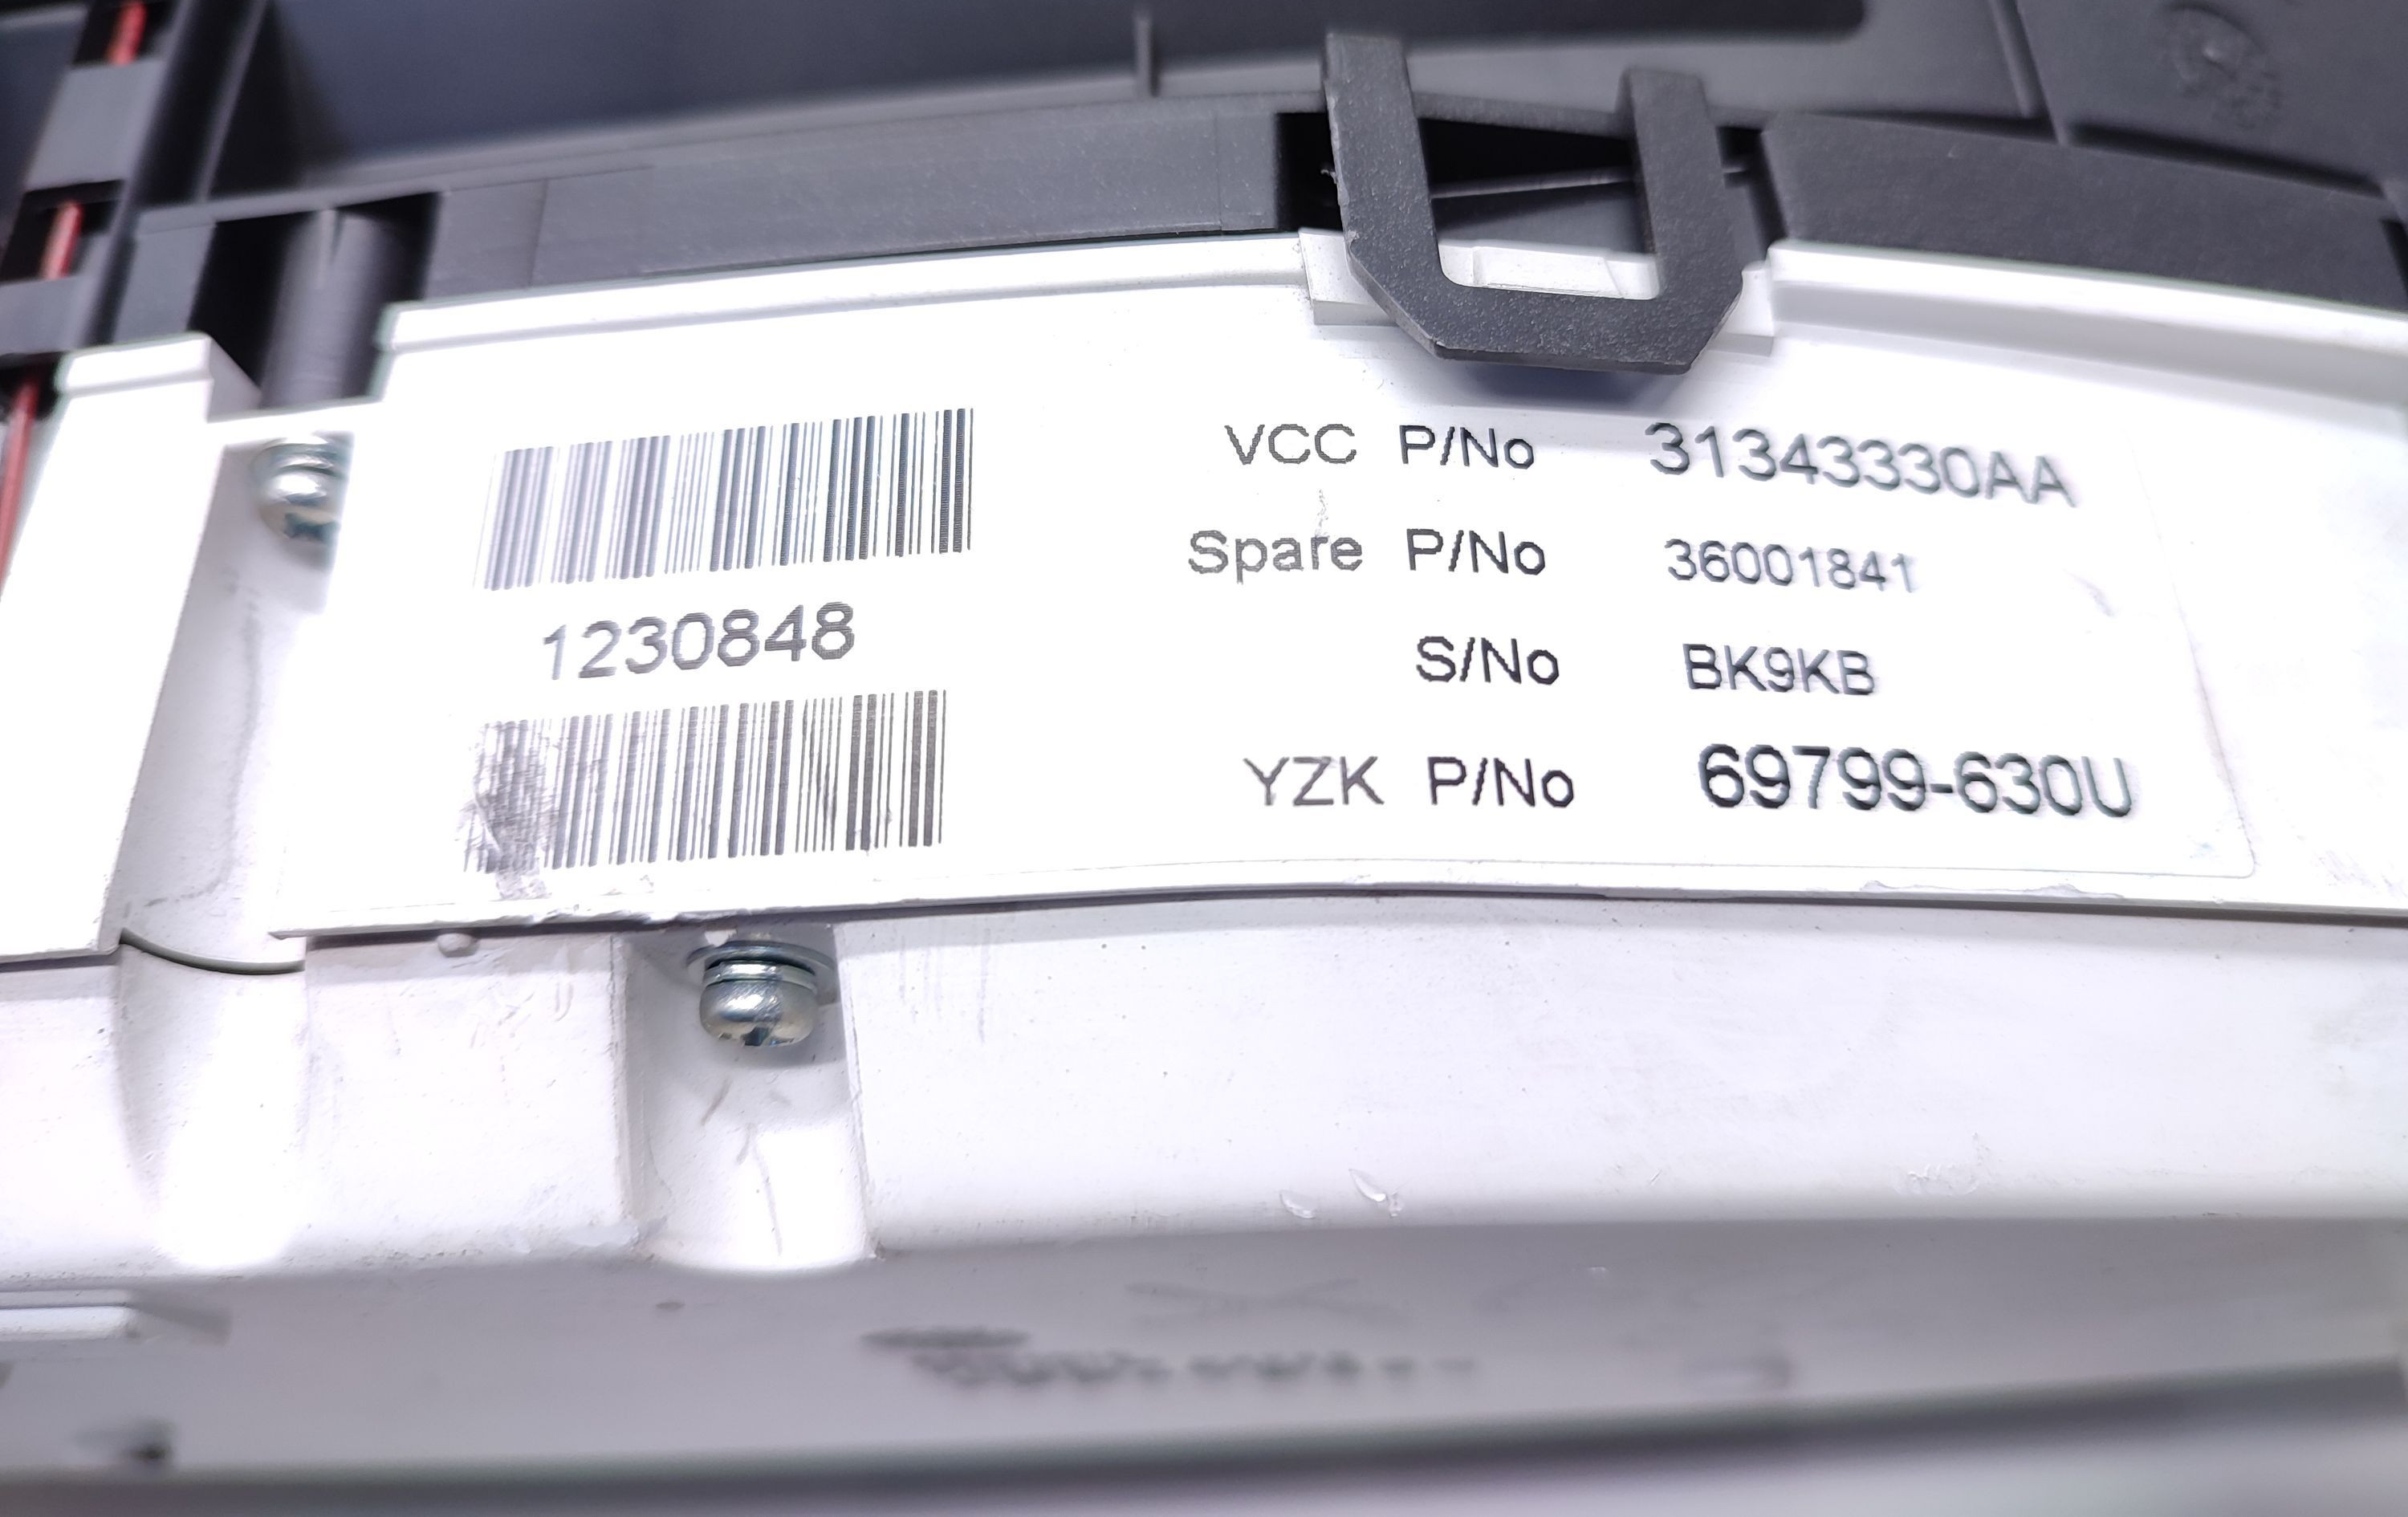 VCC P/No 31343330AA
Spare P/No 36001841
1230848
S/No BK9KB
YZK P/No 69799-630U